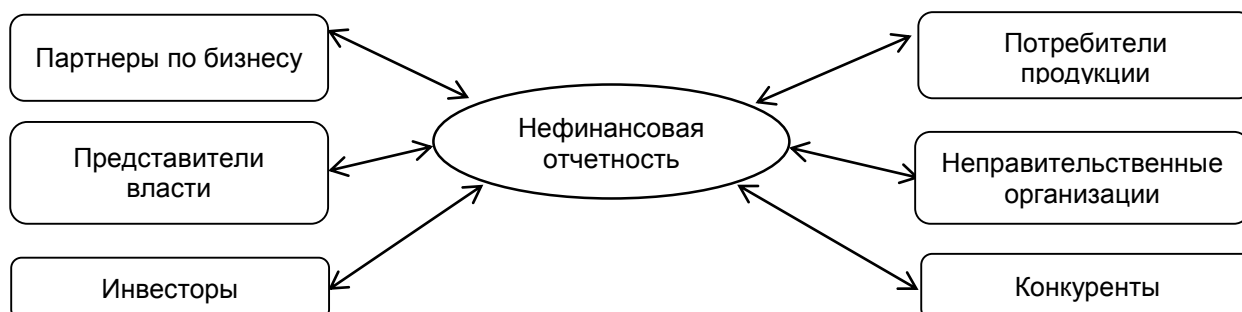 Партнеры по бизнесу
Представители
власти
Инвесторы
Нефинансовая
отчетность
Потребители
продукции
Неправительственные
организации
Конкуренты